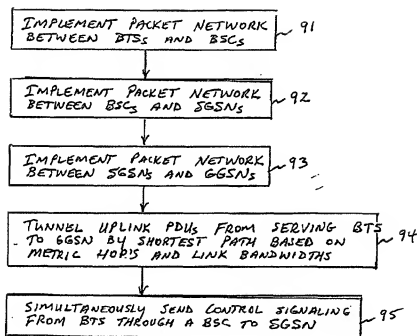 IMPLEMENT PACKET NETWORK
BETWEEN BTSs AND BSCs
91
IMPLEMENT PACKET NETWORK
BETWEEN BSCs AND SGSNs
92
IMPLEMENT PACKET NETWORK
BETWEEN SGSNs AND GGSNs
93
TUNNEL UPLINK PDUs FROM SERVING BTS
TO GGSN BY SHORTEST PATH BASED ON
METRIC HOP'S AND LINK BANDWIDTHS
94
SIMULTANEOUSLY SEND CONTROL SIGNALING
FROM BTS THROUGH A BSC TO SGSN
95